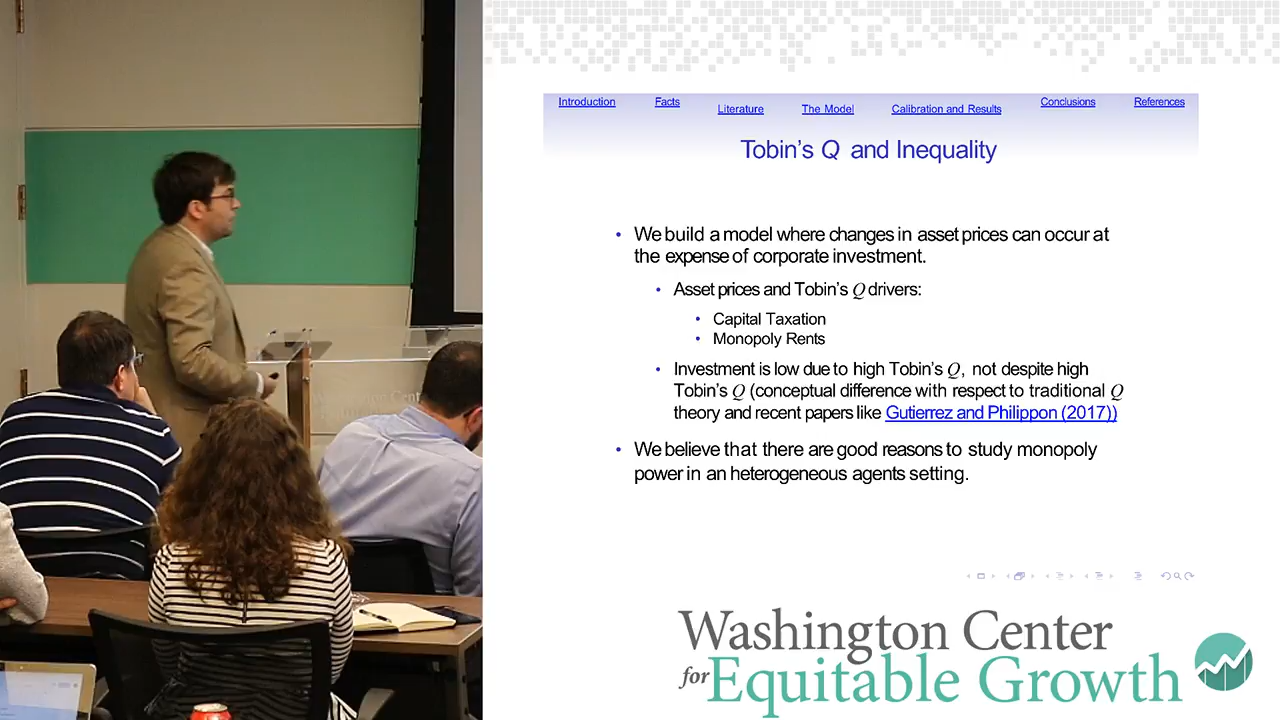 Introduction
Facts
Literature
The Model
Calibration and Results
Conclusions
References
Tobin's Q and Inequality
• We build a model where changes in asset prices can occur at
the expense of corporate investment.
• Asset prices and Tobin's Q drivers:
• Capital Taxation
• Monopoly Rents
• Investment is low due to high Tobin's Q, not despite high
Tobin's Q (conceptual difference with respect to traditional Q
theory and recent papers like Gutierrez and Philippon (2017))
• We believe that there are good reasons to study monopoly
power in an heterogeneous agents setting.
Washington Cent
Washington Center
for Equitable Growth